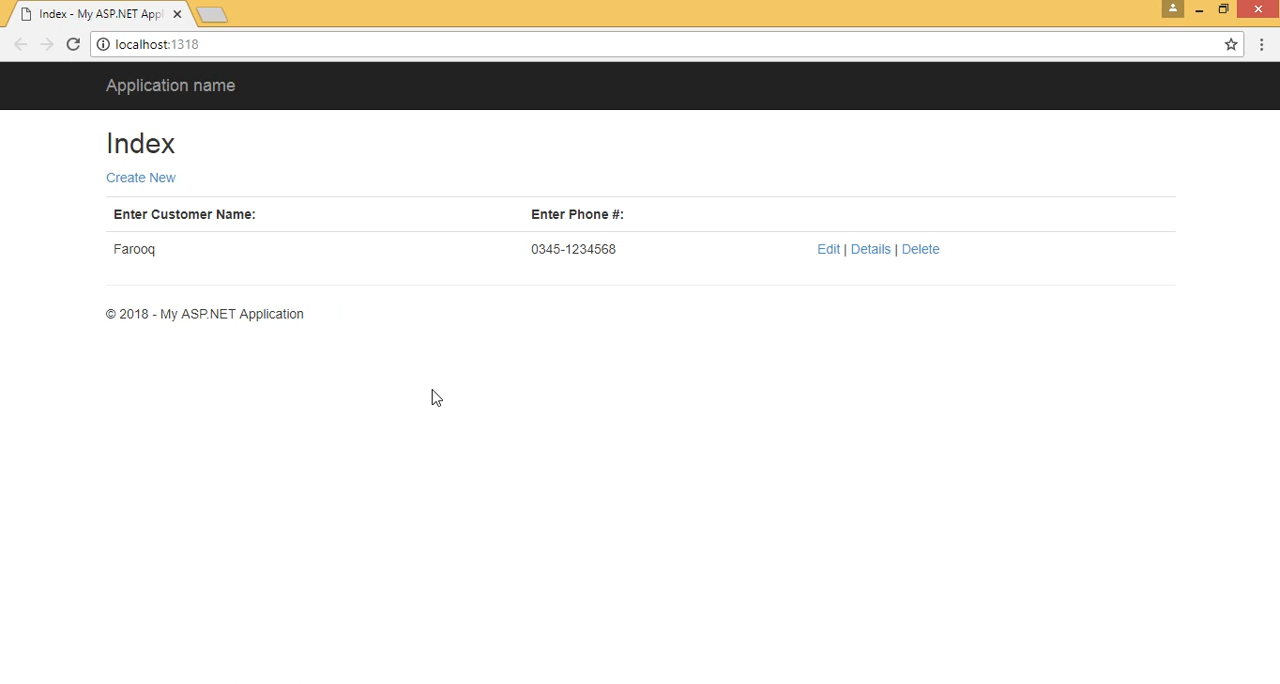 Index - My ASP.NET Appl
localhost:1318
Application name
Index
Create New
Enter Customer Name: Enter Phone #:
Farooq 0345-1234568 Edit | Details | Delete
© 2018 - My ASP.NET Application